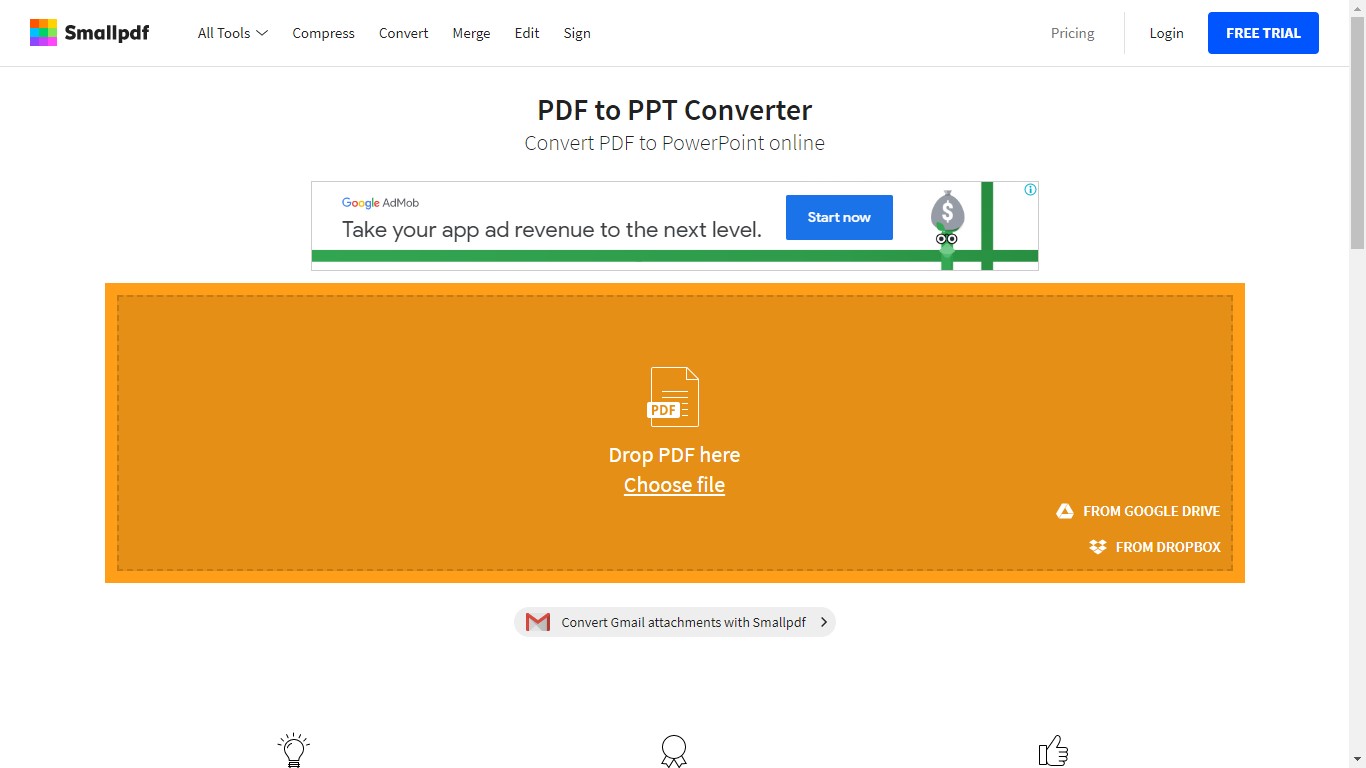 Smallpdf
All Tools
Compress
Convert
Merge
Edit
Sign
Pricing
Login
FREE TRIAL
PDF to PPT Converter
Convert PDF to PowerPoint online
Google AdMob
Take your app ad revenue to the next level.
Start now
$
PDF
Drop PDF here
Choose file
FROM GOOGLE DRIVE
FROM DROPBOX
Convert Gmail attachments with Smallpdf